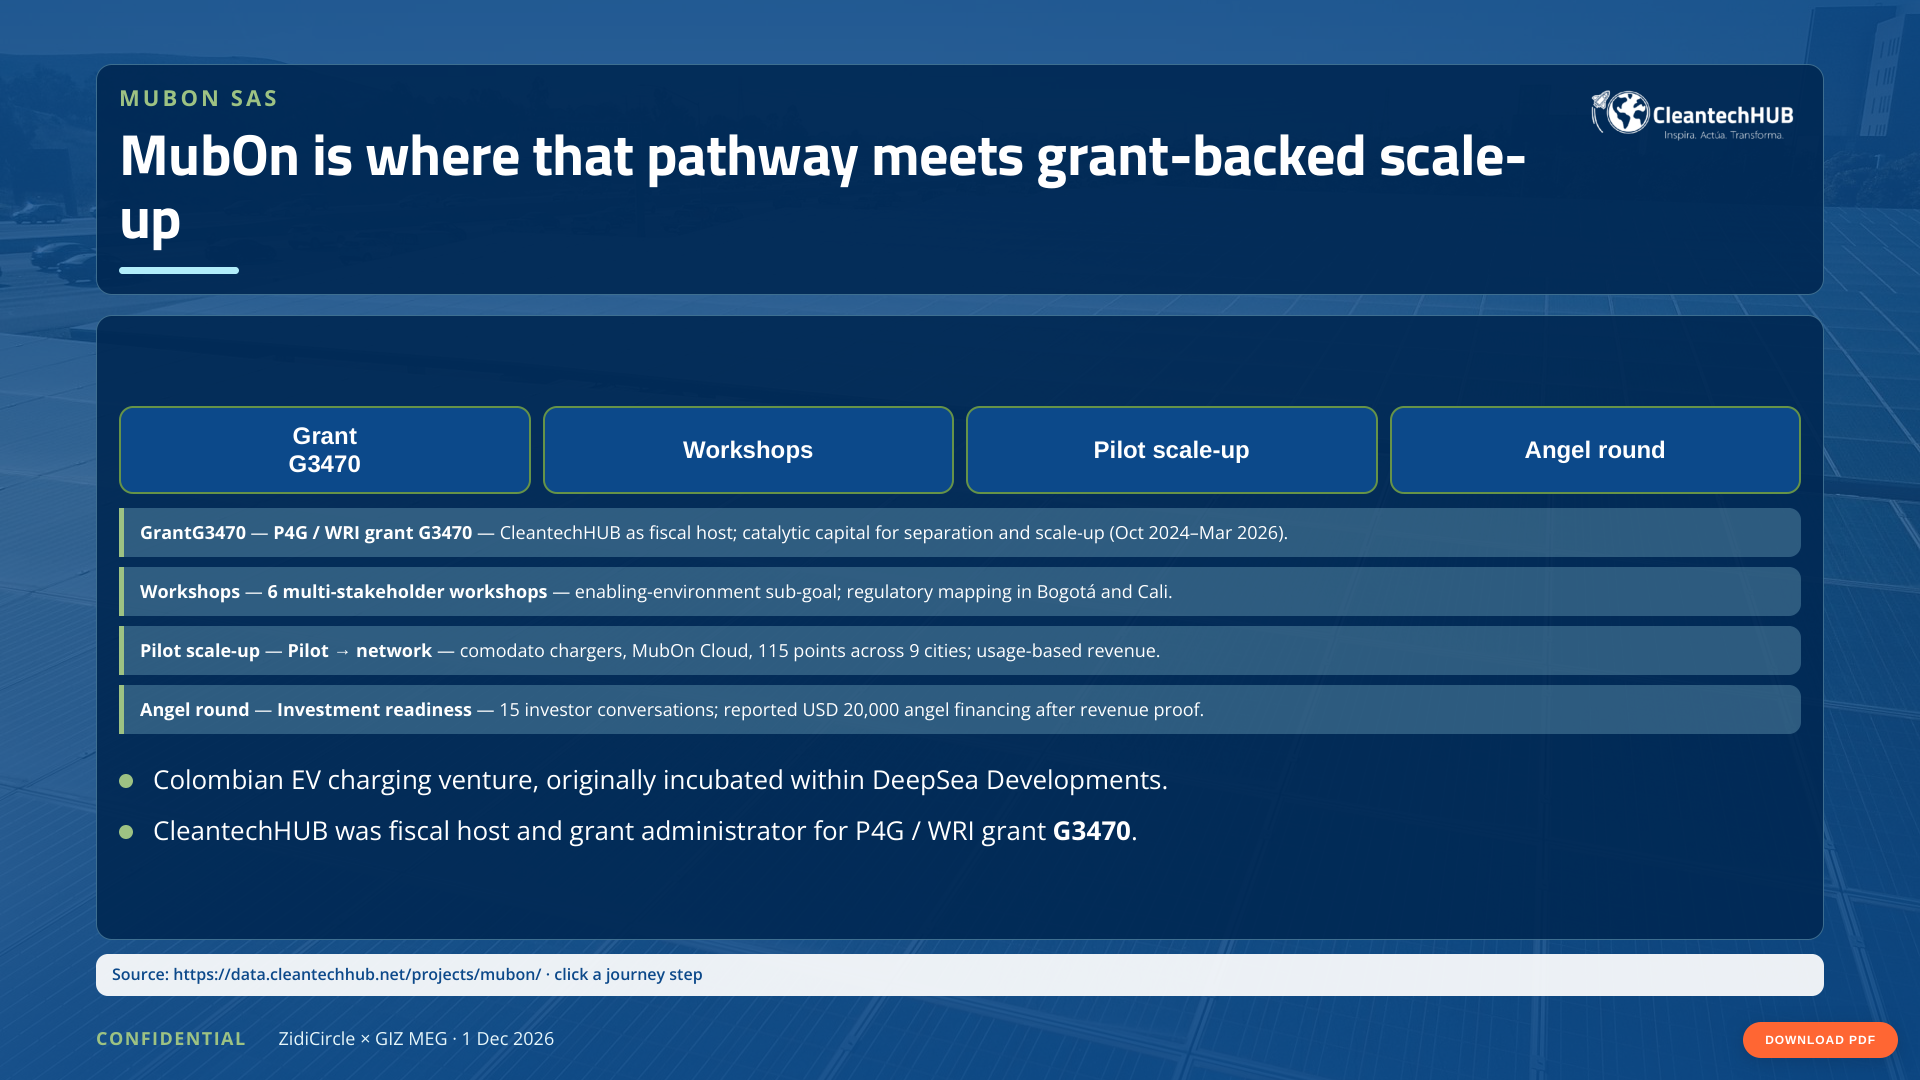 MUBON SAS
MubOn is where that pathway meets grant-backed scale-
up
CleantechHUB
Inspira. Actúa. Transforma.
Grant
G3470
Workshops
Pilot scale-up
Angel round
GrantG3470 — P4G / WRI grant G3470 — CleantechHUB as fiscal host; catalytic capital for separation and scale-up (Oct 2024–Mar 2026).
Workshops — 6 multi-stakeholder workshops — enabling-environment sub-goal; regulatory mapping in Bogotá and Cali.
Pilot scale-up — Pilot → network — comodato chargers, MubOn Cloud, 115 points across 9 cities; usage-based revenue.
Angel round — Investment readiness — 15 investor conversations; reported USD 20,000 angel financing after revenue proof.
Colombian EV charging venture, originally incubated within DeepSea Developments.
CleantechHUB was fiscal host and grant administrator for P4G / WRI grant G3470.
Source: https://data.cleantechhub.net/projects/mubon/ · click a journey step
CONFIDENTIAL ZidiCircle × GIZ MEG · 1 Dec 2026
DOWNLOAD PDF